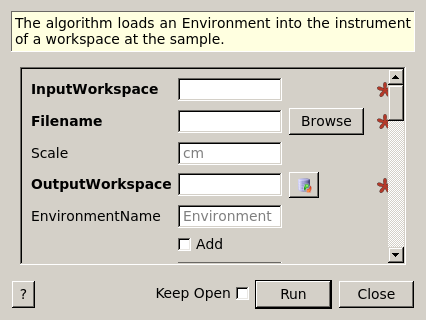 The algorithm loads an Environment into the instrument
of a workspace at the sample.
InputWorkspace
Filename
Browse
Scale
cm
OutputWorkspace
EnvironmentName
Environment
Add
?
Keep Open
Run
Close